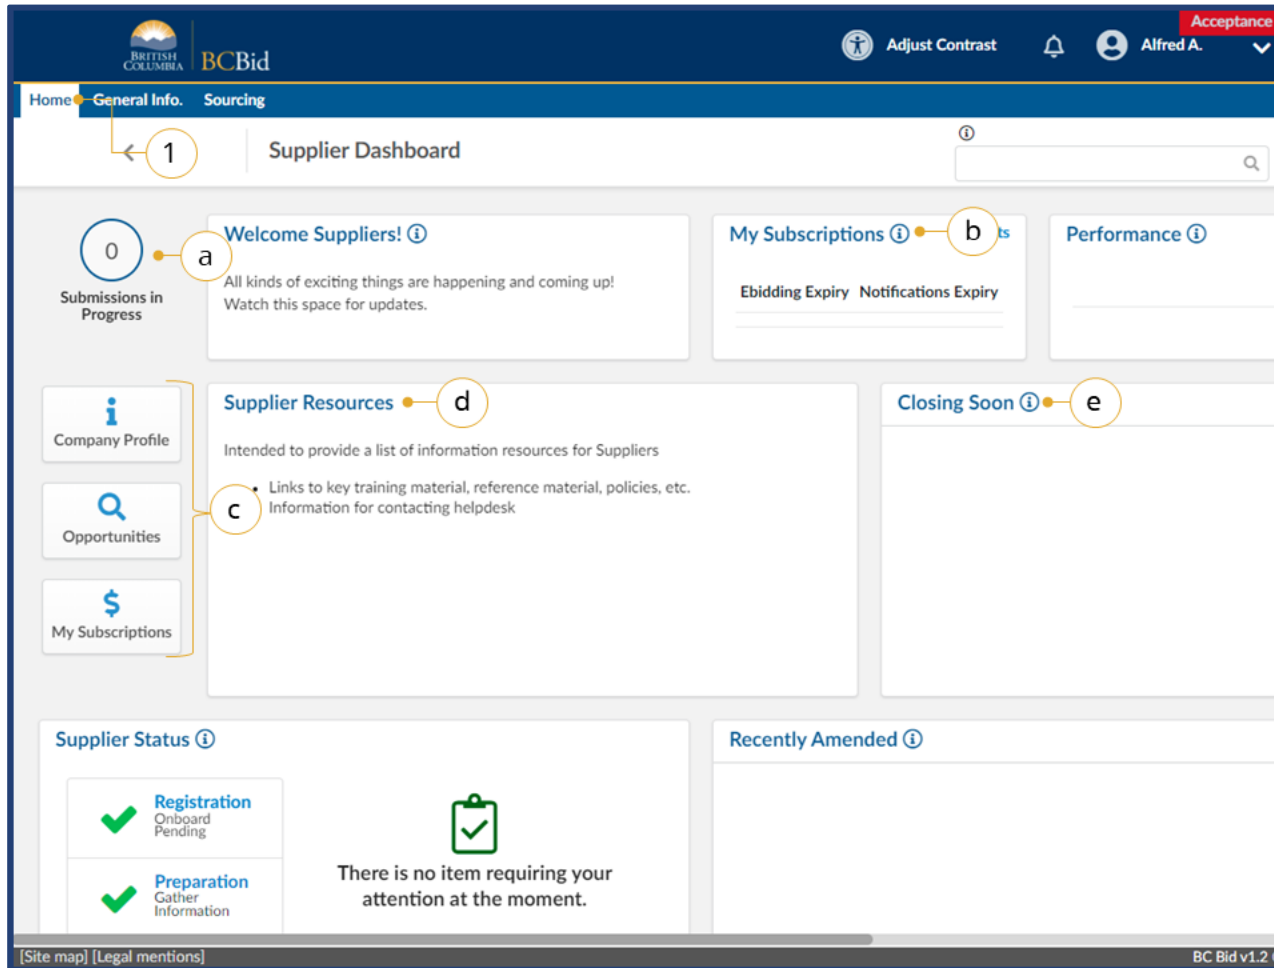 Acceptance
BRITISH COLUMBIA
BCBid
Adjust Contrast
Alfred A.
Home
General Info.
Sourcing
1
Supplier Dashboard
0
a
Submissions in
Progress
Welcome Suppliers!
All kinds of exciting things are happening and coming up!
Watch this space for updates.
My Subscriptions
b
Ebidding Expiry Notifications Expiry
Performance
Company Profile
Opportunities
My Subscriptions
c
Supplier Resources
d
Intended to provide a list of information resources for Suppliers
• Links to key training material, reference material, policies, etc.
Information for contacting helpdesk
Closing Soon
e
Supplier Status
Registration
Onboard
Pending
Preparation
Gather
Information
There is no item requiring your
attention at the moment.
Recently Amended
[Site map] [Legal mentions]
BC Bid v1.2